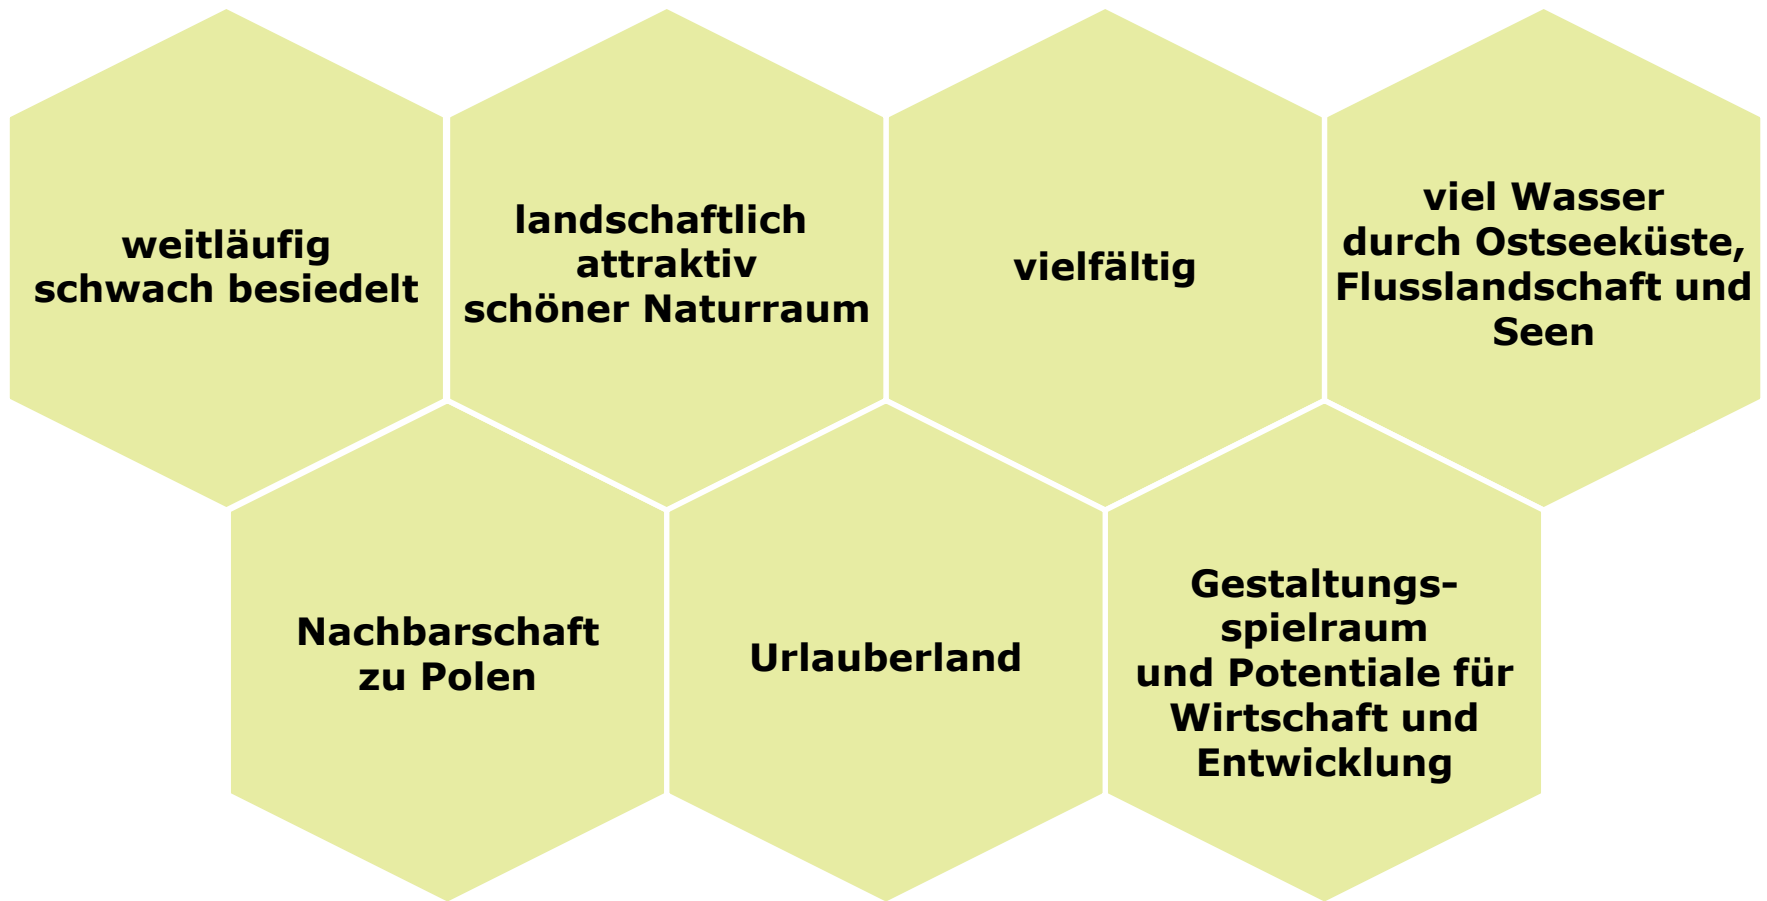 weitläufig
schwach besiedelt
landschaftlich
attraktiv
schöner Naturraum
vielfältig
viel Wasser
durch Ostseeküste,
Flusslandschaft und
Seen
Nachbarschaft
zu Polen
Urlauberland
Gestaltungs-
spielraum
und Potentiale für
Wirtschaft und
Entwicklung